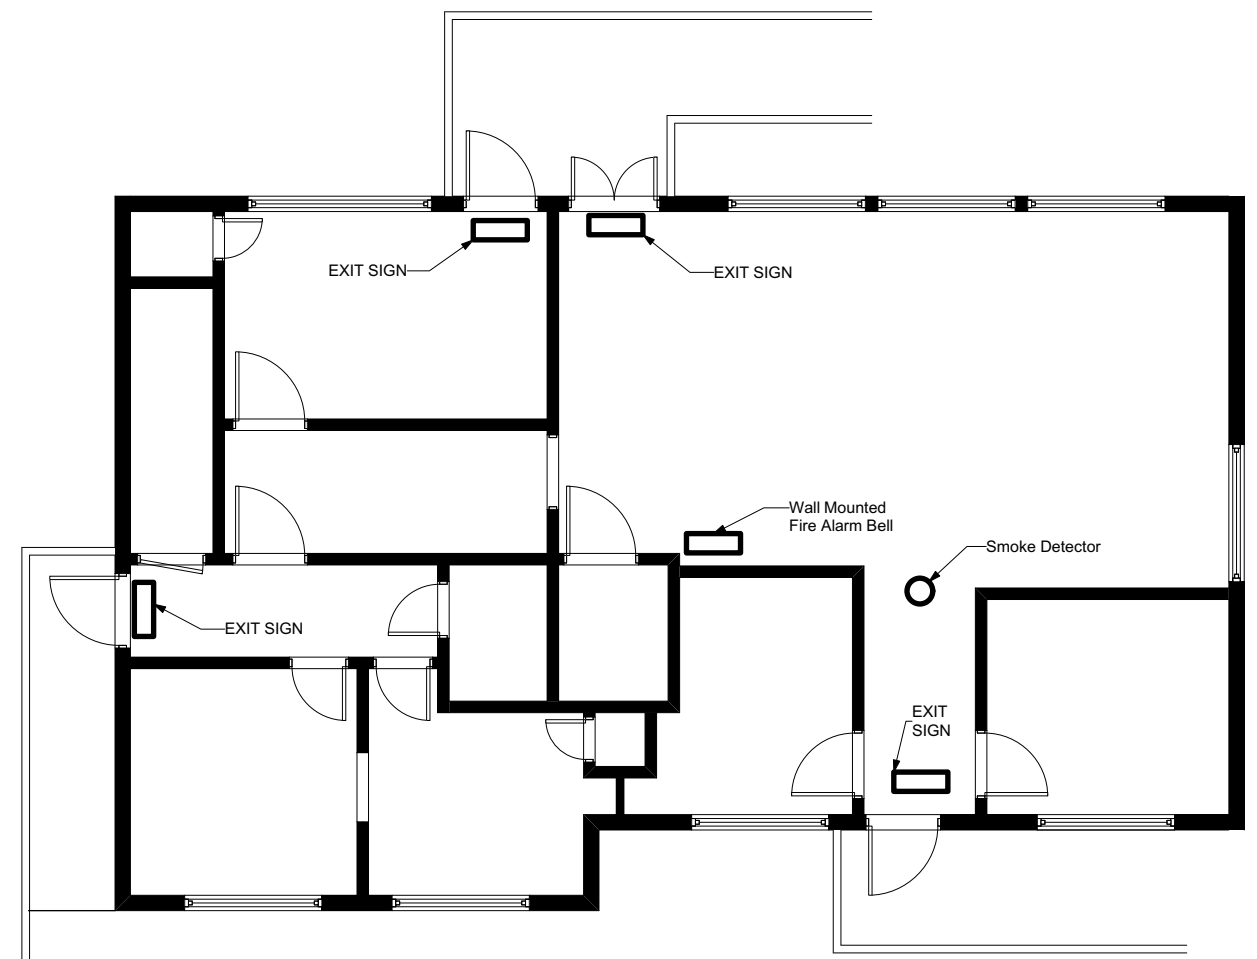 EXIT SIGN
EXIT SIGN
Wall Mounted
Fire Alarm Bell
Smoke Detector
EXIT SIGN
EXIT
SIGN